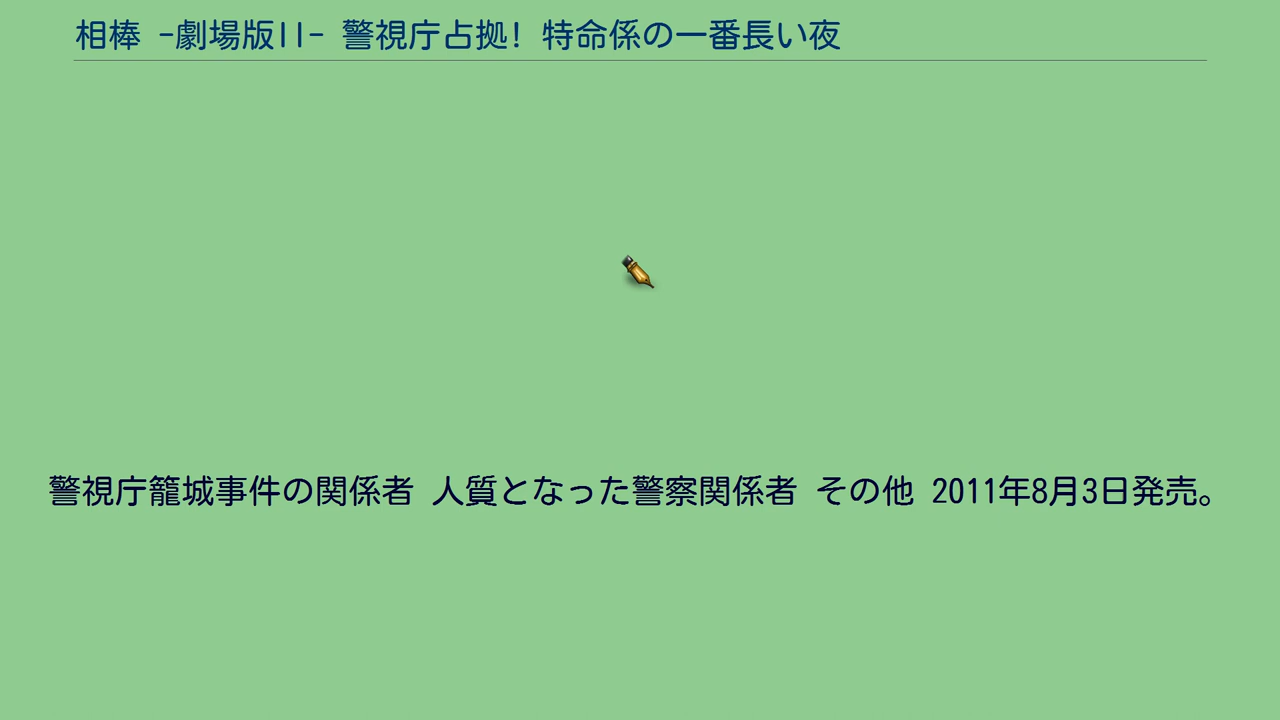 相棒 -劇場版II- 警視庁占拠! 特命係の一番長い夜
警視庁籠城事件の関係者 人質となった警察関係者 その他 2011年8月3日発売。